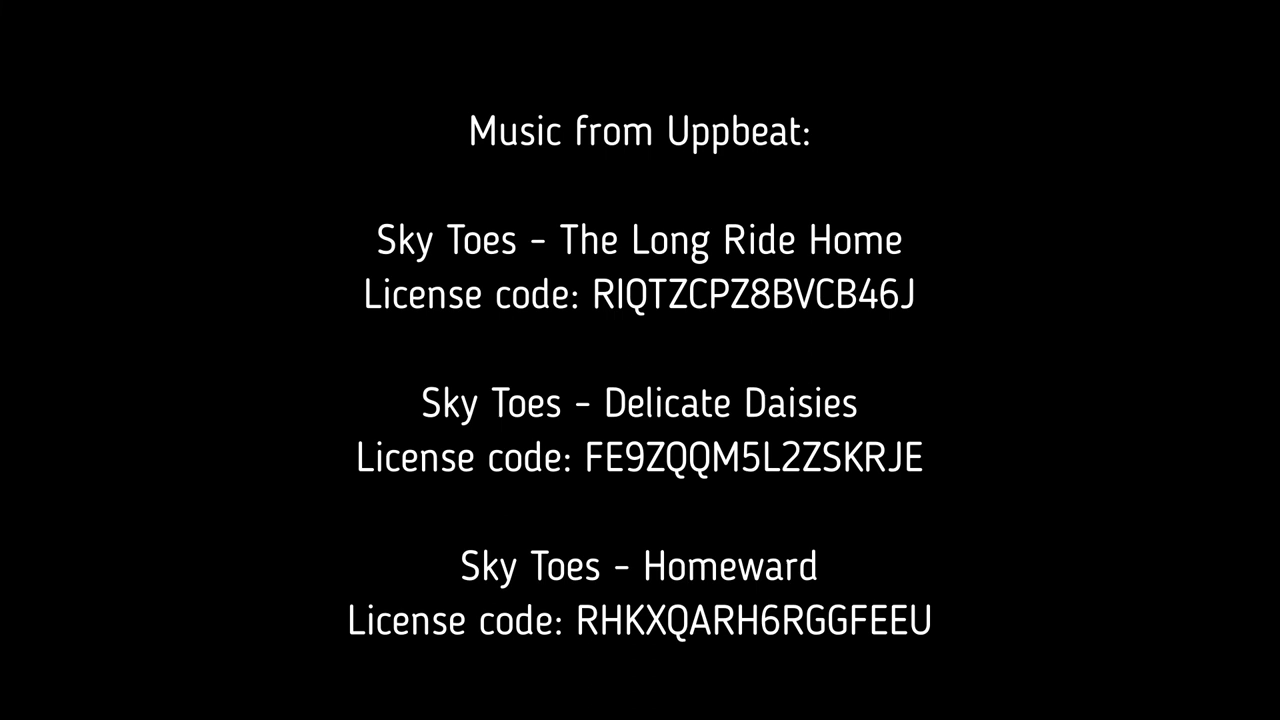 Music from Uppbeat:
Sky Toes - The Long Ride Home
License code: RIQTZCPZ8BVCB46J
Sky Toes - Delicate Daisies
License code: FE9ZQQM5L2ZSKRJE
Sky Toes - Homeward
License code: RHKXQARH6RGGFEEU